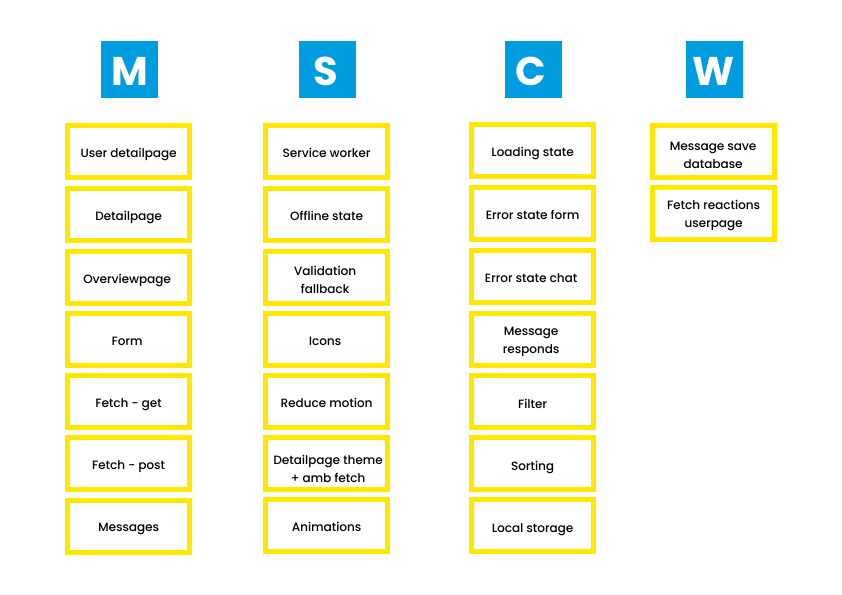 M
User detailpage
Detailpage
Overviewpage
Form
Fetch - get
Fetch - post
Messages
S
Service worker
Offline state
Validation
fallback
Icons
Reduce motion
Detailpage theme
+ amb fetch
Animations
C
Loading state
Error state form
Error state chat
Message
responds
Filter
Sorting
Local storage
W
Message save
database
Fetch reactions
userpage